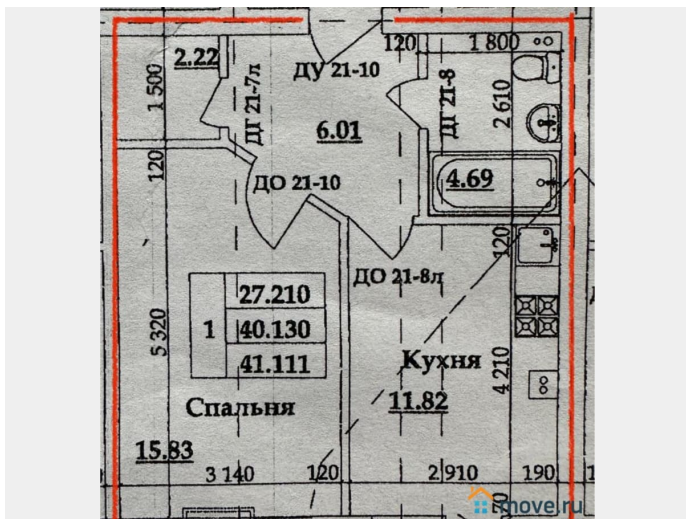 2.22
120
1 800
ДУ 21-10
1 500
ДГ 21-7л
ДГ 21-8
2 610
6.01
120
4.69
ДО 21-10
120
ДО 21-8л
27.210
1
40.130
41.111
5 320
Кухня
4 210
11.82
Спальня
15.83
3 140
120
2 910
190
move.ru